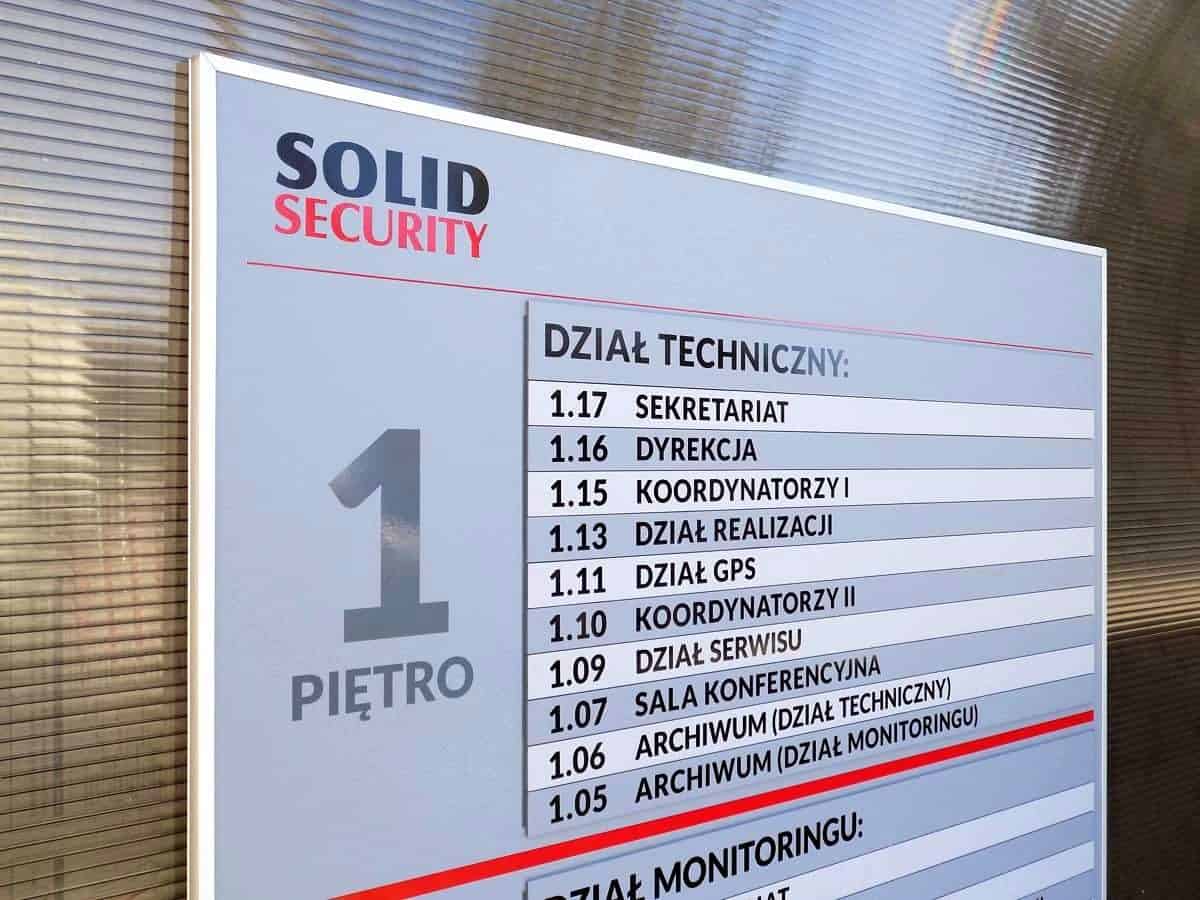 SOLID
SECURITY
1
PIĘTRO
DZIAŁ TECHNICZNY:
1.17 SEKRETARIAT
1.16 DYREKCJA
1.15 KOORDYNATORZY I
1.13 DZIAŁ REALIZACJI
1.11 DZIAŁ GPS
1.10 KOORDYNATORZY II
1.09 DZIAŁ SERWISU
1.07 SALA KONFERENCYJNA
1.06 ARCHIWUM (DZIAŁ TECHNICZNY)
1.05 ARCHIWUM (DZIAŁ MONITORINGU)
DZIAŁ MONITORINGU: